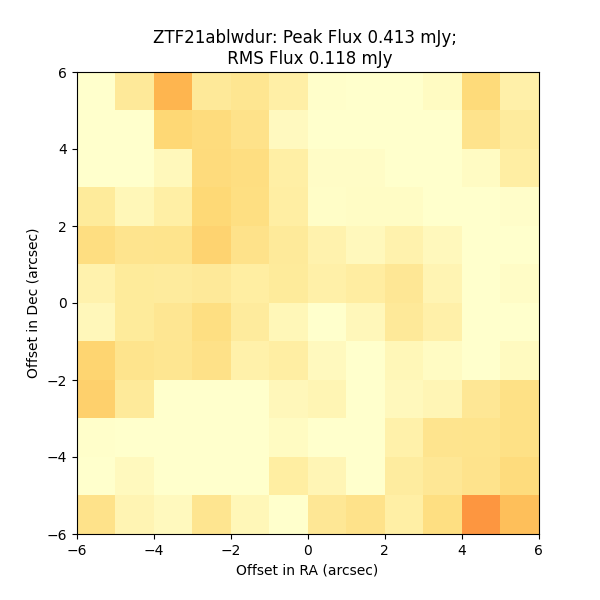 ZTF21ablwdur: Peak Flux 0.413 mJy;
RMS Flux 0.118 mJy
6
4
2
0
−2
−4
−6
Offset in Dec (arcsec)
−6 −4 −2 0 2 4 6
Offset in RA (arcsec)